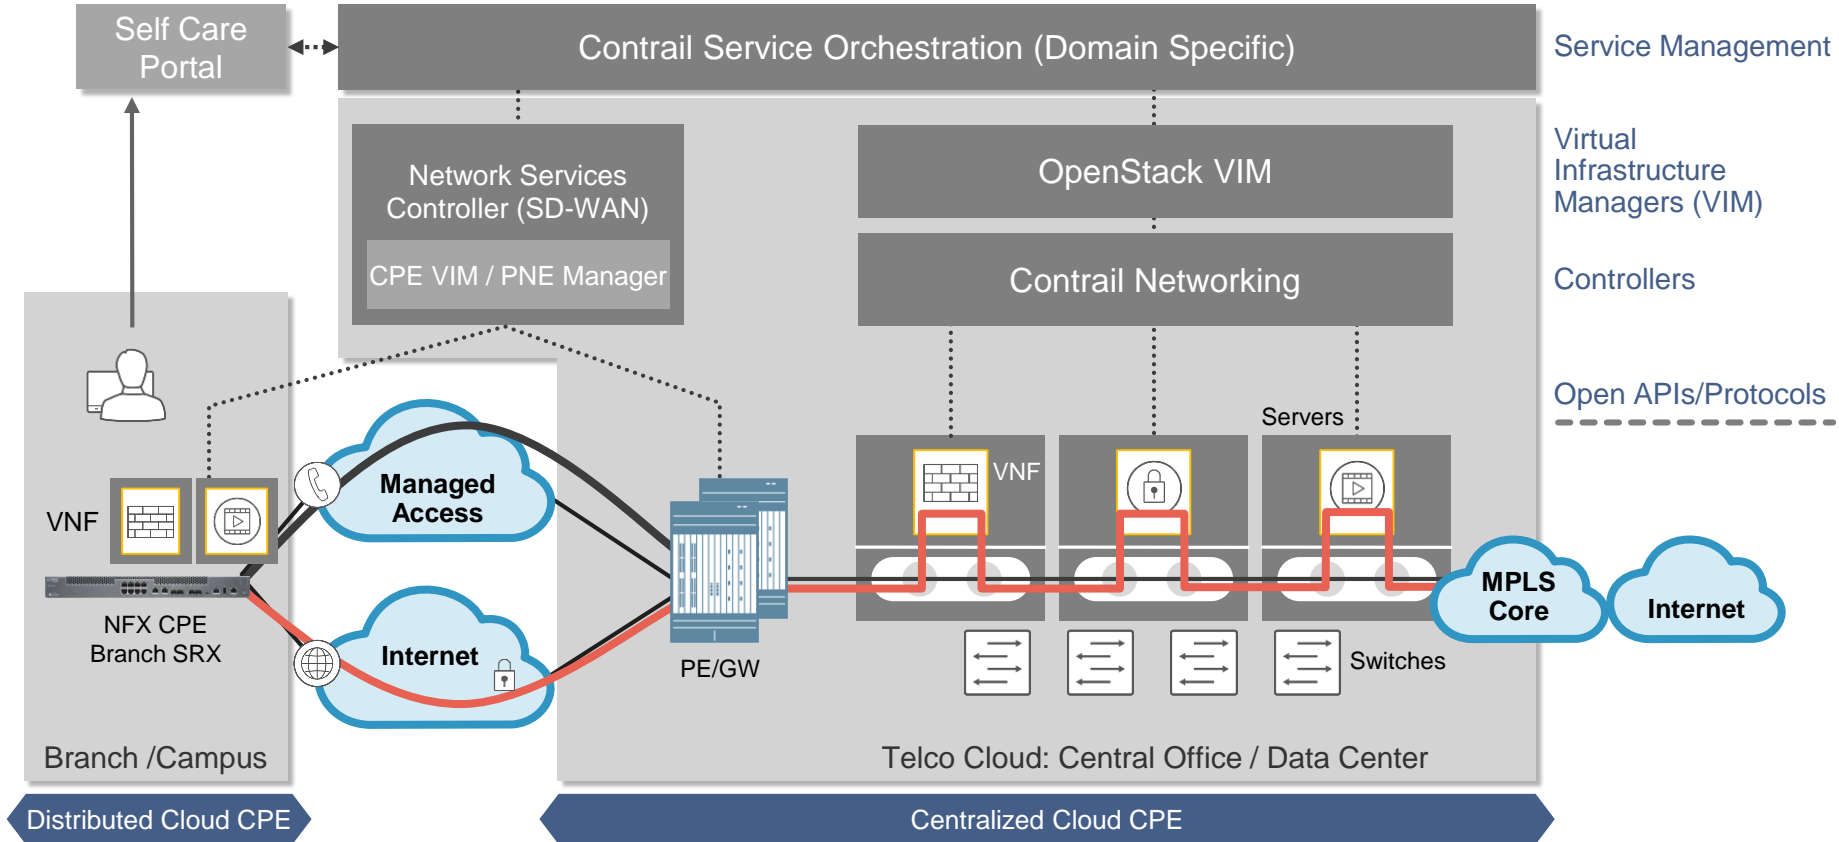 Self Care
Portal
Contrail Service Orchestration (Domain Specific)
Service Management
Network Services
Controller (SD-WAN)
CPE VIM / PNE Manager
OpenStack VIM
Virtual
Infrastructure
Managers (VIM)
Contrail Networking
Controllers
Open APIs/Protocols
Servers
VNF
Managed
Access
VNF
NFX CPE
Branch SRX
Internet
PE/GW
MPLS
Core
Internet
Switches
Branch /Campus
Telco Cloud: Central Office / Data Center
Distributed Cloud CPE
Centralized Cloud CPE